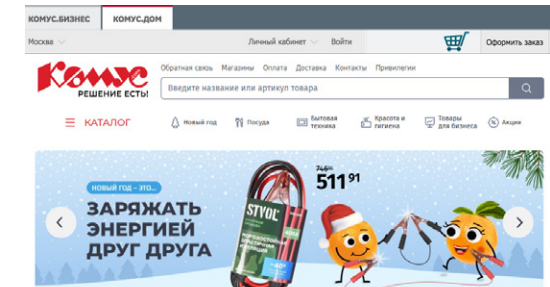 КОМУС.БИЗНЕС
КОМУС.ДОМ
Москва
Личный кабинет
Войти
Оформить заказ
Комус
РЕШЕНИЕ ЕСТЬ!
Обратная связь Магазины Оплата Доставка Контакты Привилегии
Введите название или артикул товара
КАТАЛОГ
Новый год
Посуда
Бытовая
техника
Красота и
гигиена
Товары
для бизнеса
Акции
НОВЫЙ ГОД – ЭТО...
ЗАРЯЖАТЬ
ЭНЕРГИЕЙ
ДРУГ ДРУГА
STVOL
511 91